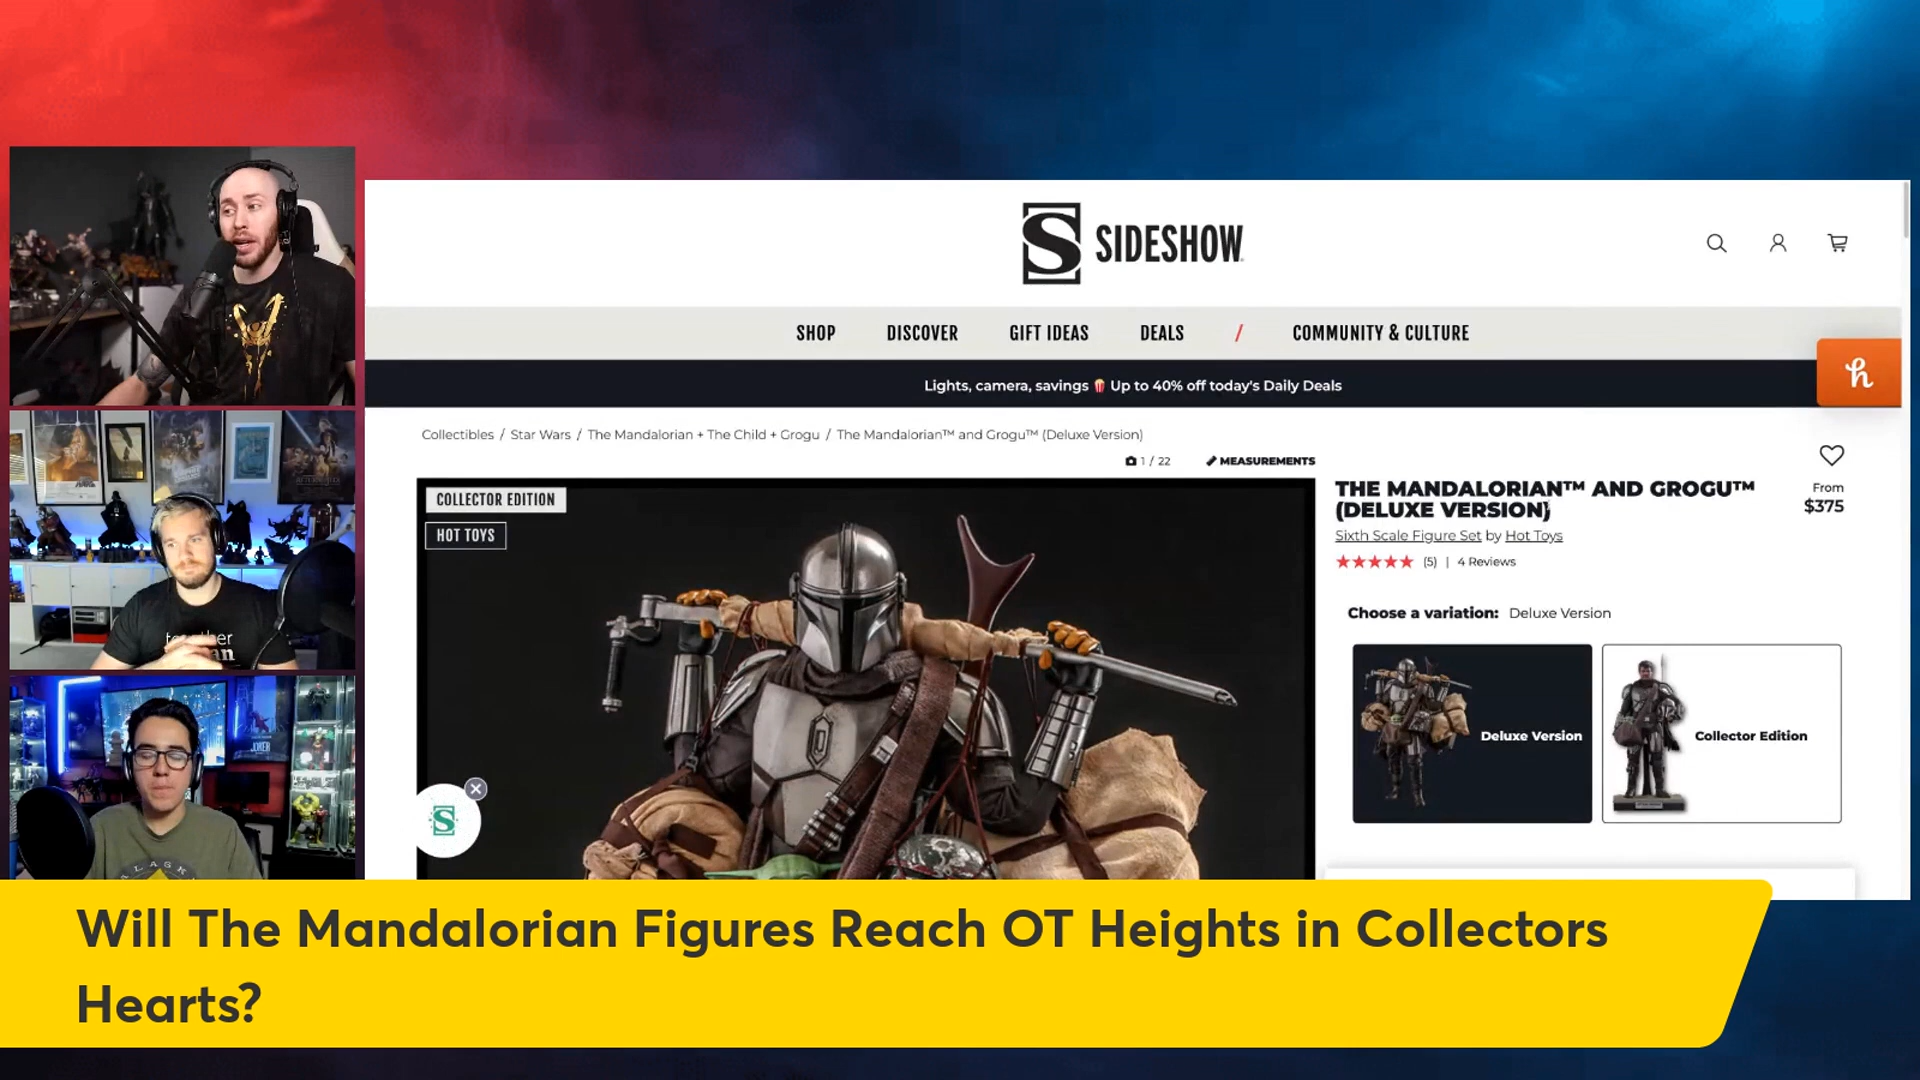 SIDESHOW
SHOP DISCOVER GIFT IDEAS DEALS / COMMUNITY & CULTURE
Lights, camera, savings 🍿 Up to 40% off today's Daily Deals
Collectibles / Star Wars / The Mandalorian + The Child + Grogu / The Mandalorian™ and Grogu™ (Deluxe Version)
1 / 22 MEASUREMENTS
COLLECTOR EDITION
HOT TOYS
THE MANDALORIAN™ AND GROGU™
(DELUXE VERSION)
From
$375
Sixth Scale Figure Set by Hot Toys
★★★★★ (5) | 4 Reviews
Choose a variation: Deluxe Version
Deluxe Version
Collector Edition
JOKER
Will The Mandalorian Figures Reach OT Heights in Collectors
Hearts?